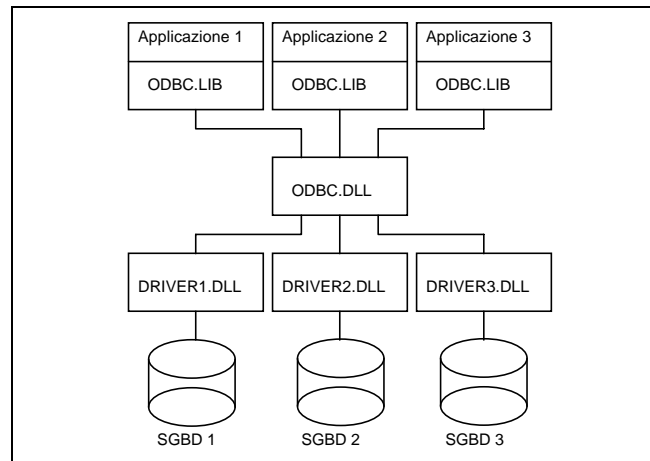 Applicazione 1
Applicazione 2
Applicazione 3
ODBC.LIB
ODBC.LIB
ODBC.LIB
ODBC.DLL
DRIVER1.DLL
DRIVER2.DLL
DRIVER3.DLL
SGBD 1
SGBD 2
SGBD 3